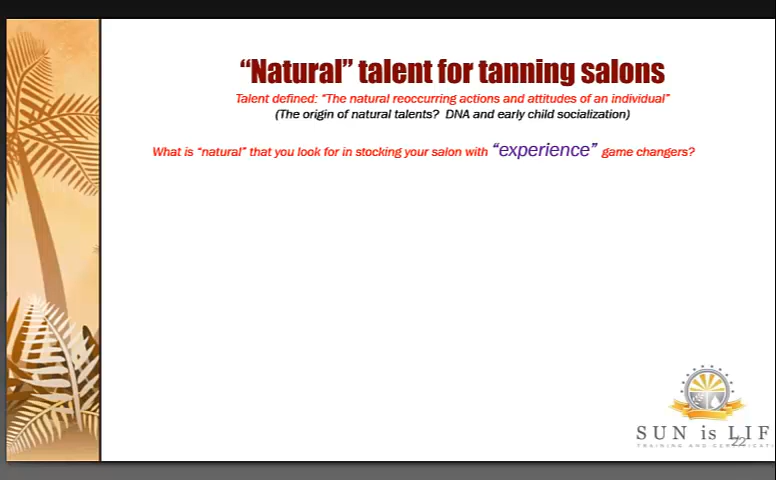 “Natural” talent for tanning salons
Talent defined: “The natural reoccurring actions and attitudes of an individual”
(The origin of natural talents?  DNA and early child socialization)
What is “natural” that you look for in stocking your salon with “experience” game changers?
SUN is LIF
22